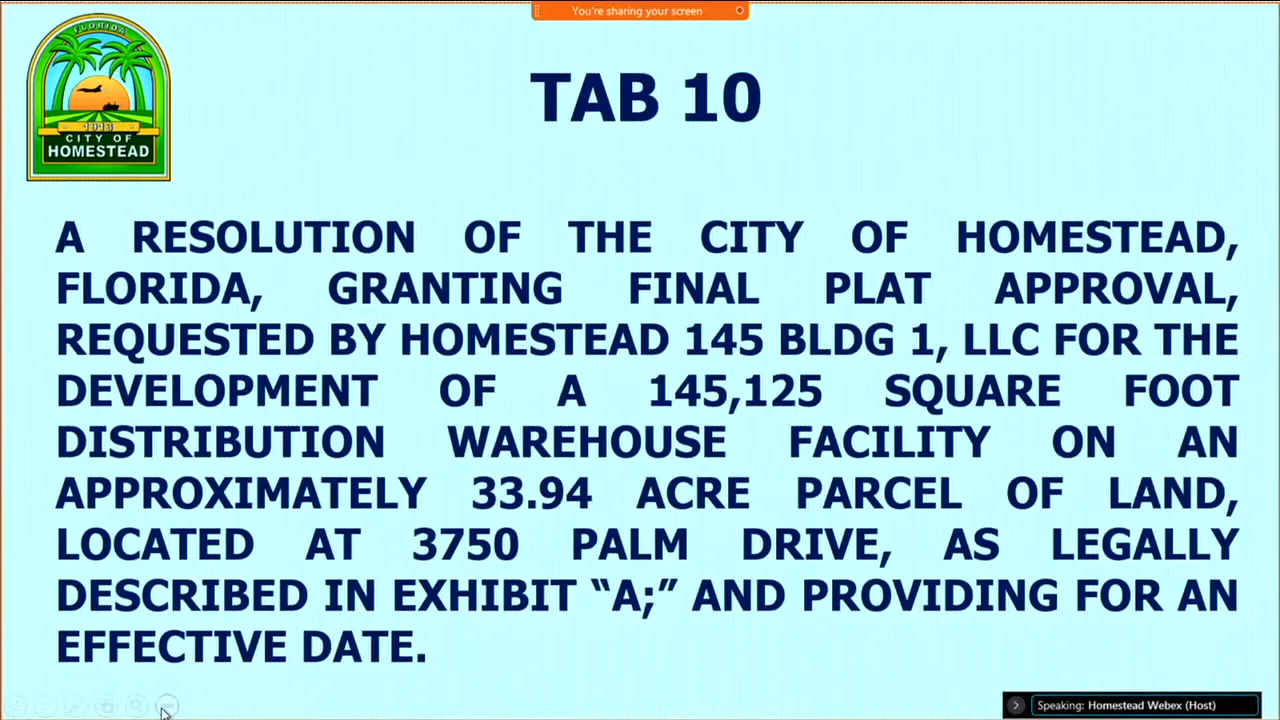 You're sharing your screen
FLORIDA
1913
CITY OF
HOMESTEAD
TAB 10
A RESOLUTION OF THE CITY OF HOMESTEAD,
FLORIDA, GRANTING FINAL PLAT APPROVAL,
REQUESTED BY HOMESTEAD 145 BLDG 1, LLC FOR THE
DEVELOPMENT OF A 145,125 SQUARE FOOT
DISTRIBUTION WAREHOUSE FACILITY ON AN
APPROXIMATELY 33.94 ACRE PARCEL OF LAND,
LOCATED AT 3750 PALM DRIVE, AS LEGALLY
DESCRIBED IN EXHIBIT “A;” AND PROVIDING FOR AN
EFFECTIVE DATE.
Speaking: Homestead Webex (Host)